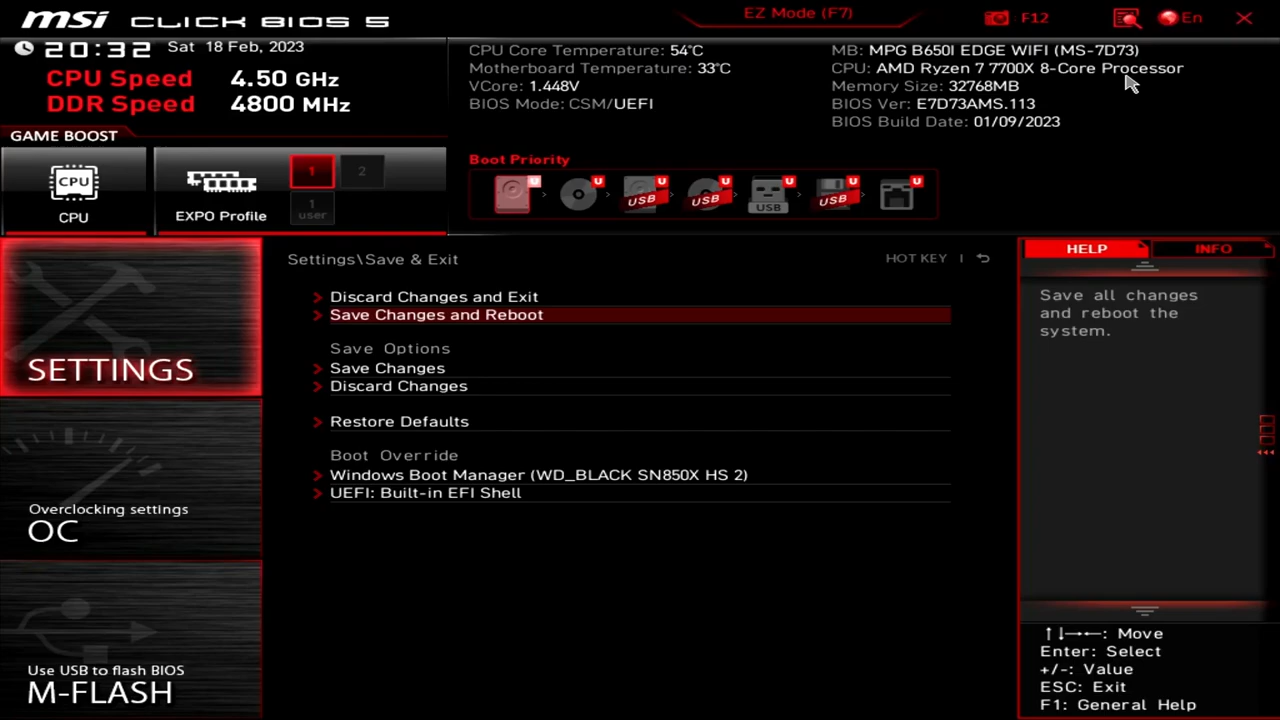 msi CLICK BIOS 5
EZ Mode (F7)
F12
En
20:32 Sat 18 Feb, 2023
CPU Speed 4.50 GHz
DDR Speed 4800 MHz
CPU Core Temperature: 54°C
Motherboard Temperature: 33°C
VCore: 1.448V
BIOS Mode: CSM/UEFI
MB: MPG B650I EDGE WIFI (MS-7D73)
CPU: AMD Ryzen 7 7700X 8-Core Processor
Memory Size: 32768MB
BIOS Ver: E7D73AMS.113
BIOS Build Date: 01/09/2023
GAME BOOST
CPU
CPU
EXPO Profile
1
2
1
user
Boot Priority
U
U
U
U
U
U
U
USB
USB
USB
USB
SETTINGS
Overclocking settings
OC
Use USB to flash BIOS
M-FLASH
Settings\Save & Exit
HOT KEY
Discard Changes and Exit
Save Changes and Reboot
Save Options
Save Changes
Discard Changes
Restore Defaults
Boot Override
Windows Boot Manager (WD_BLACK SN850X HS 2)
UEFI: Built-in EFI Shell
HELP
INFO
Save all changes
and reboot the
system.
↑↓→←: Move
Enter: Select
+/-: Value
ESC: Exit
F1: General Help